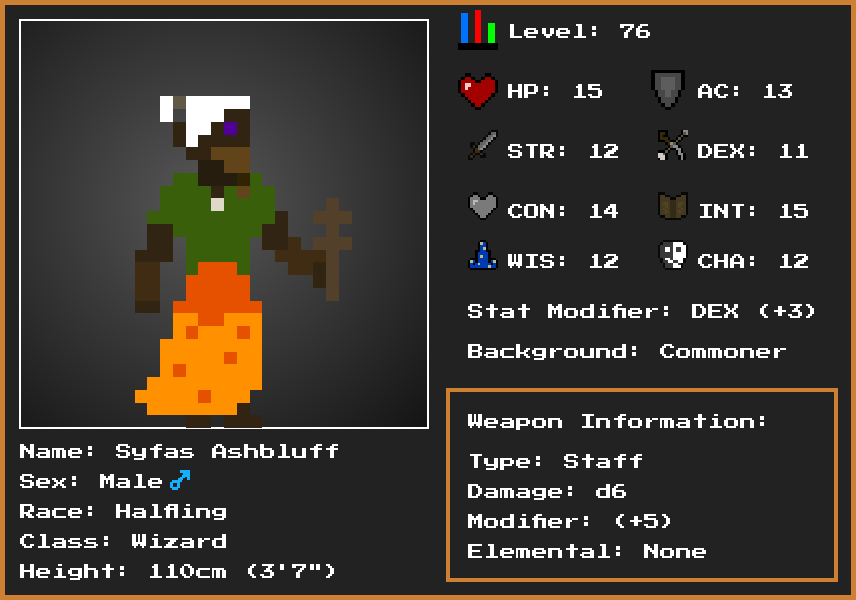 Level: 76
HP: 15
AC: 13
STR: 12
DEX: 11
CON: 14
INT: 15
WIS: 12
CHA: 12
Stat Modifier: DEX (+3)
Background: Commoner
Weapon Information:
Type: Staff
Damage: d6
Modifier: (+5)
Elemental: None
Name: Syfas Ashbluff
Sex: Male ♂
Race: Halfling
Class: Wizard
Height: 110cm (3'7")